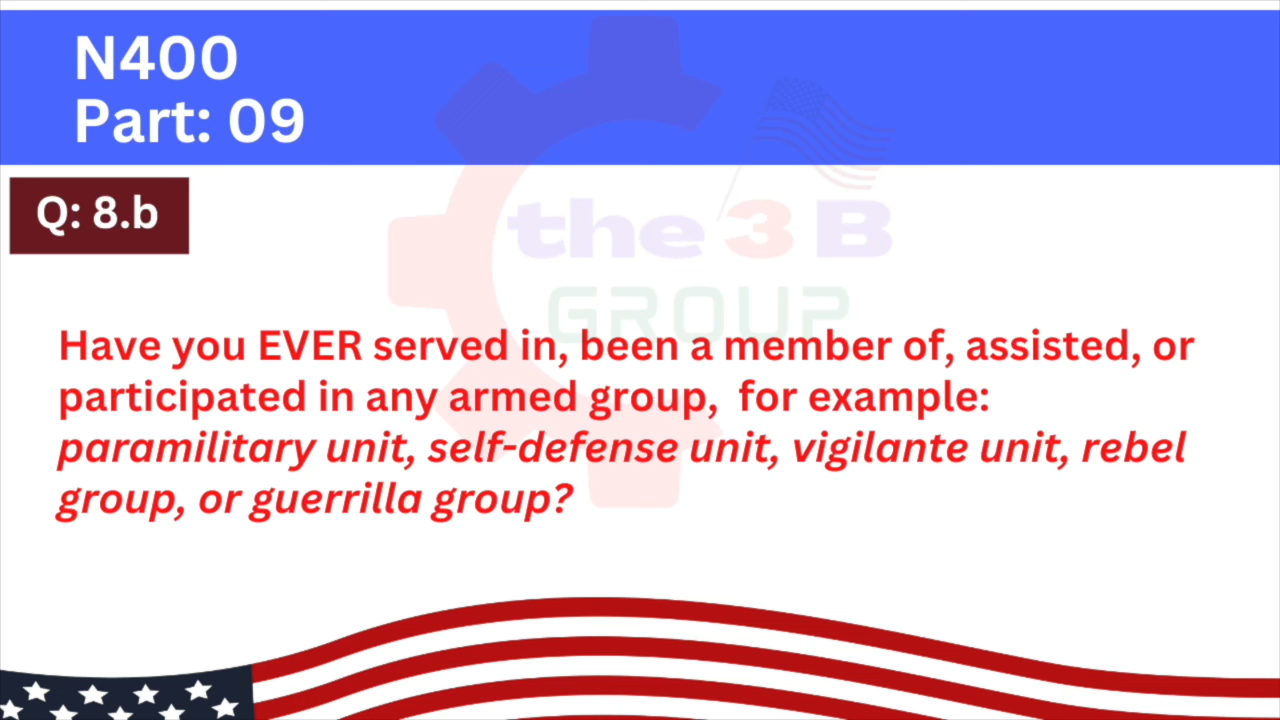 N400
Part: 09
Q: 8.b
the 3 B
GROUP
Have you EVER served in, been a member of, assisted, or
participated in any armed group, for example:
paramilitary unit, self-defense unit, vigilante unit, rebel
group, or guerrilla group?